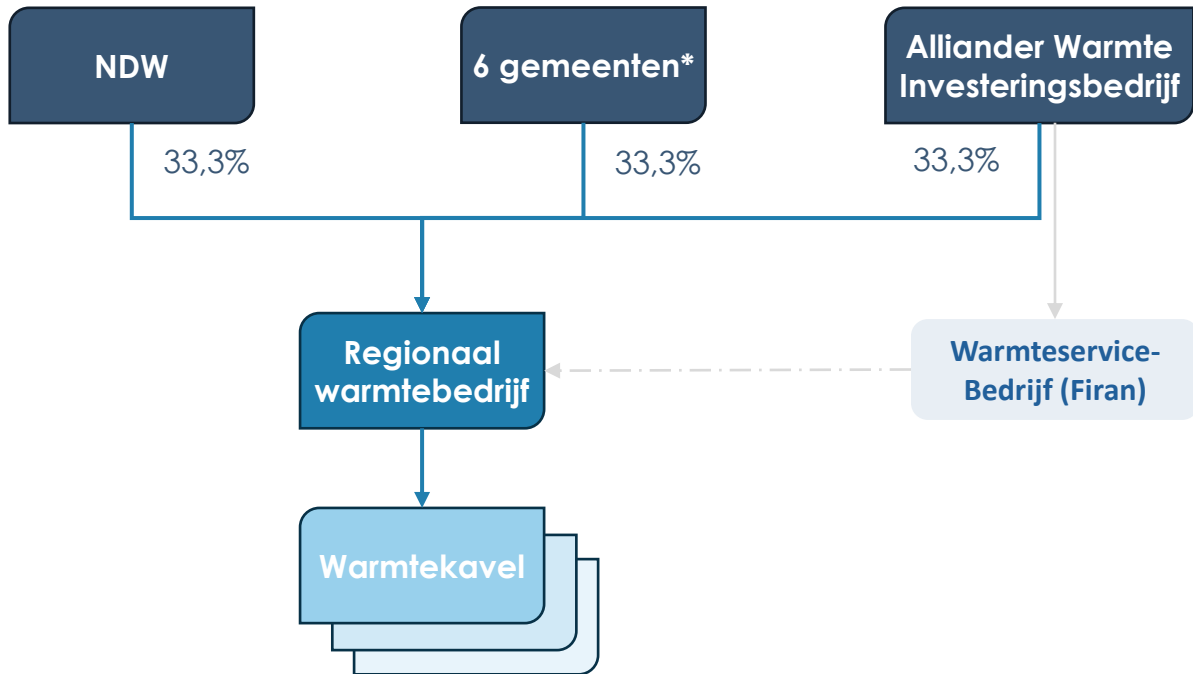 NDW
6 gemeenten*
Alliander Warmte
Investeringsbedrijf
33,3%
33,3%
33,3%
Regionaal
warmtebedrijf
Warmteservice-
Bedrijf (Firan)
Warmtekavel